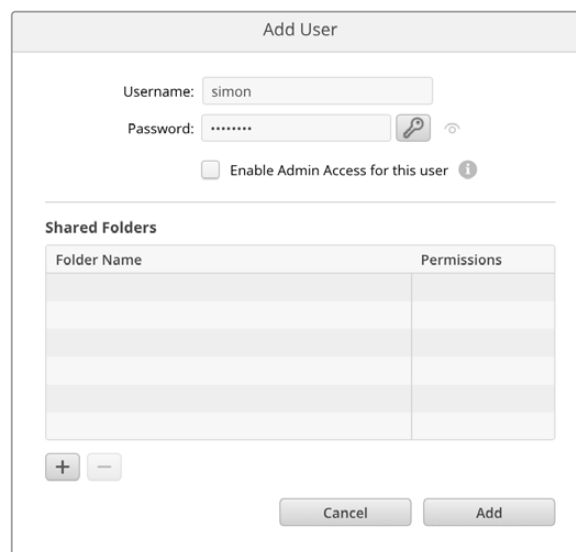 Add User
Username: simon
Password: ••••••••
Enable Admin Access for this user
Shared Folders
Folder Name Permissions
Cancel Add